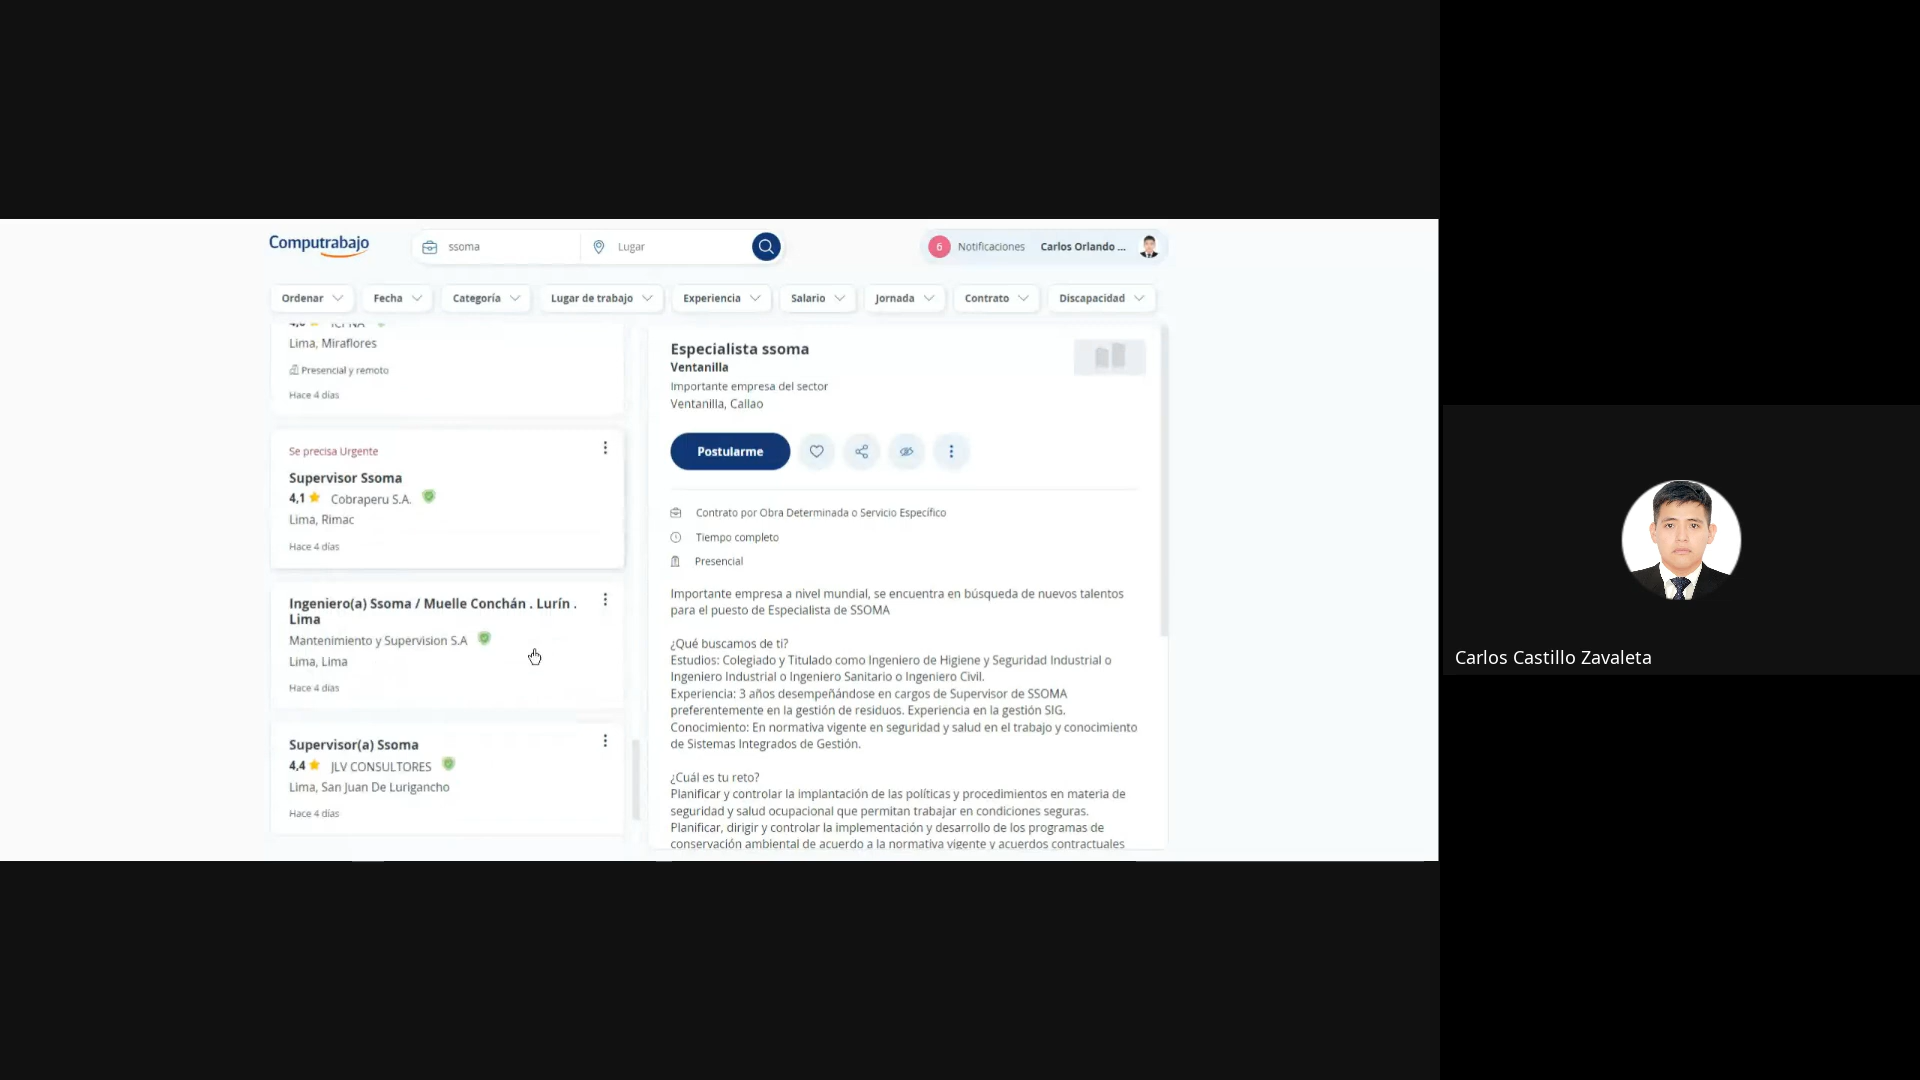 Computrabajo
ssoma
Lugar
6 Notificaciones Carlos Orlando ...
Ordenar
Fecha
Categoría
Lugar de trabajo
Experiencia
Salario
Jornada
Contrato
Discapacidad
Lima, Miraflores
Presencial y remoto
Hace 4 días
Se precisa Urgente
Supervisor Ssoma
4,1 Cobraperu S.A.
Lima, Rimac
Hace 4 días
Ingeniero(a) Ssoma / Muelle Conchán . Lurín .
Lima
Mantenimiento y Supervision S.A
Lima, Lima
Hace 4 días
Supervisor(a) Ssoma
4,4 JLV CONSULTORES
Lima, San Juan De Lurigancho
Hace 4 días
Especialista ssoma
Ventanilla
Importante empresa del sector
Ventanilla, Callao
Postularme
Contrato por Obra Determinada o Servicio Específico
Tiempo completo
Presencial
Importante empresa a nivel mundial, se encuentra en búsqueda de nuevos talentos
para el puesto de Especialista de SSOMA
¿Qué buscamos de ti?
Estudios: Colegiado y Titulado como Ingeniero de Higiene y Seguridad Industrial o
Ingeniero Industrial o Ingeniero Sanitario o Ingeniero Civil.
Experiencia: 3 años desempeñándose en cargos de Supervisor de SSOMA
preferentemente en la gestión de residuos. Experiencia en la gestión SIG.
Conocimiento: En normativa vigente en seguridad y salud en el trabajo y conocimiento
de Sistemas Integrados de Gestión.
¿Cuál es tu reto?
Planificar y controlar la implantación de las políticas y procedimientos en materia de
seguridad y salud ocupacional que permitan trabajar en condiciones seguras.
Planificar, dirigir y controlar la implementación y desarrollo de los programas de
conservación ambiental de acuerdo a la normativa vigente y acuerdos contractuales
Carlos Castillo Zavaleta